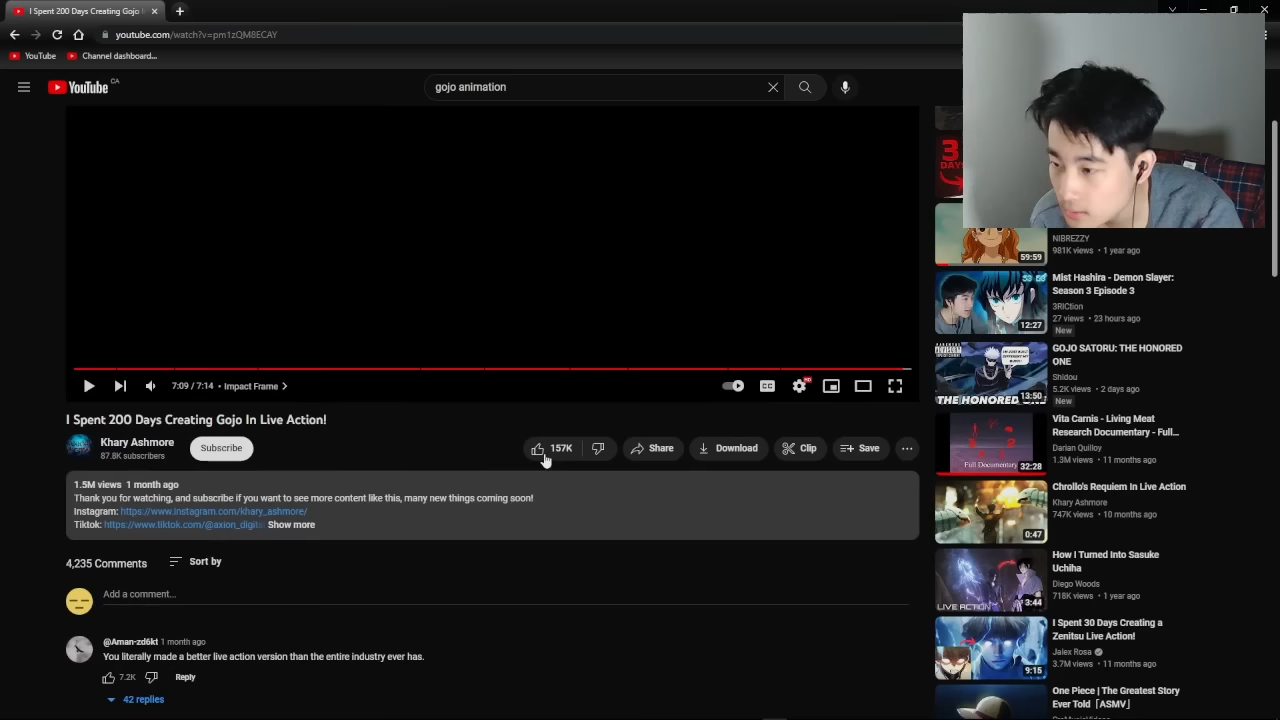 I Spent 200 Days Creating Gojo In
youtube.com/watch?v=pm1zQM8ECAY
YouTube
Channel dashboard...
YouTube CA
gojo animation
7:09 / 7:14 • Impact Frame
CC
HD
I Spent 200 Days Creating Gojo In Live Action!
Khary Ashmore
87.8K subscribers
Subscribe
157K
Share
Download
Clip
Save
1.5M views 1 month ago
Thank you for watching, and subscribe if you want to see more content like this, many new things coming soon!
Instagram: https://www.instagram.com/khary_ashmore/
Tiktok: https://www.tiktok.com/@axion_digit Show more
4,235 Comments
Sort by
Add a comment...
@Aman-zd6kt 1 month ago
You literally made a better live action version than the entire industry ever has.
7.2K
Reply
42 replies
3
DAYS
59:59
NIBREZZY
981K views • 1 year ago
12:27
Mist Hashira - Demon Slayer:
Season 3 Episode 3
3RICtion
27 views • 23 hours ago
New
THE HONORED
13:50
GOJO SATORU: THE HONORED
ONE
Shidou
5.2K views • 2 days ago
New
Full Documentary
32:28
Vita Carnis - Living Meat
Research Documentary - Full...
Darian Quilloy
1.3M views • 11 months ago
0:47
Chrollo's Requiem In Live Action
Khary Ashmore
747K views • 10 months ago
LIVE ACTION
3:44
How I Turned Into Sasuke
Uchiha
Diego Woods
718K views • 1 year ago
9:15
I Spent 30 Days Creating a
Zenitsu Live Action!
Jalex Rosa
3.7M views • 11 months ago
One Piece | The Greatest Story
Ever Told「ASMV」